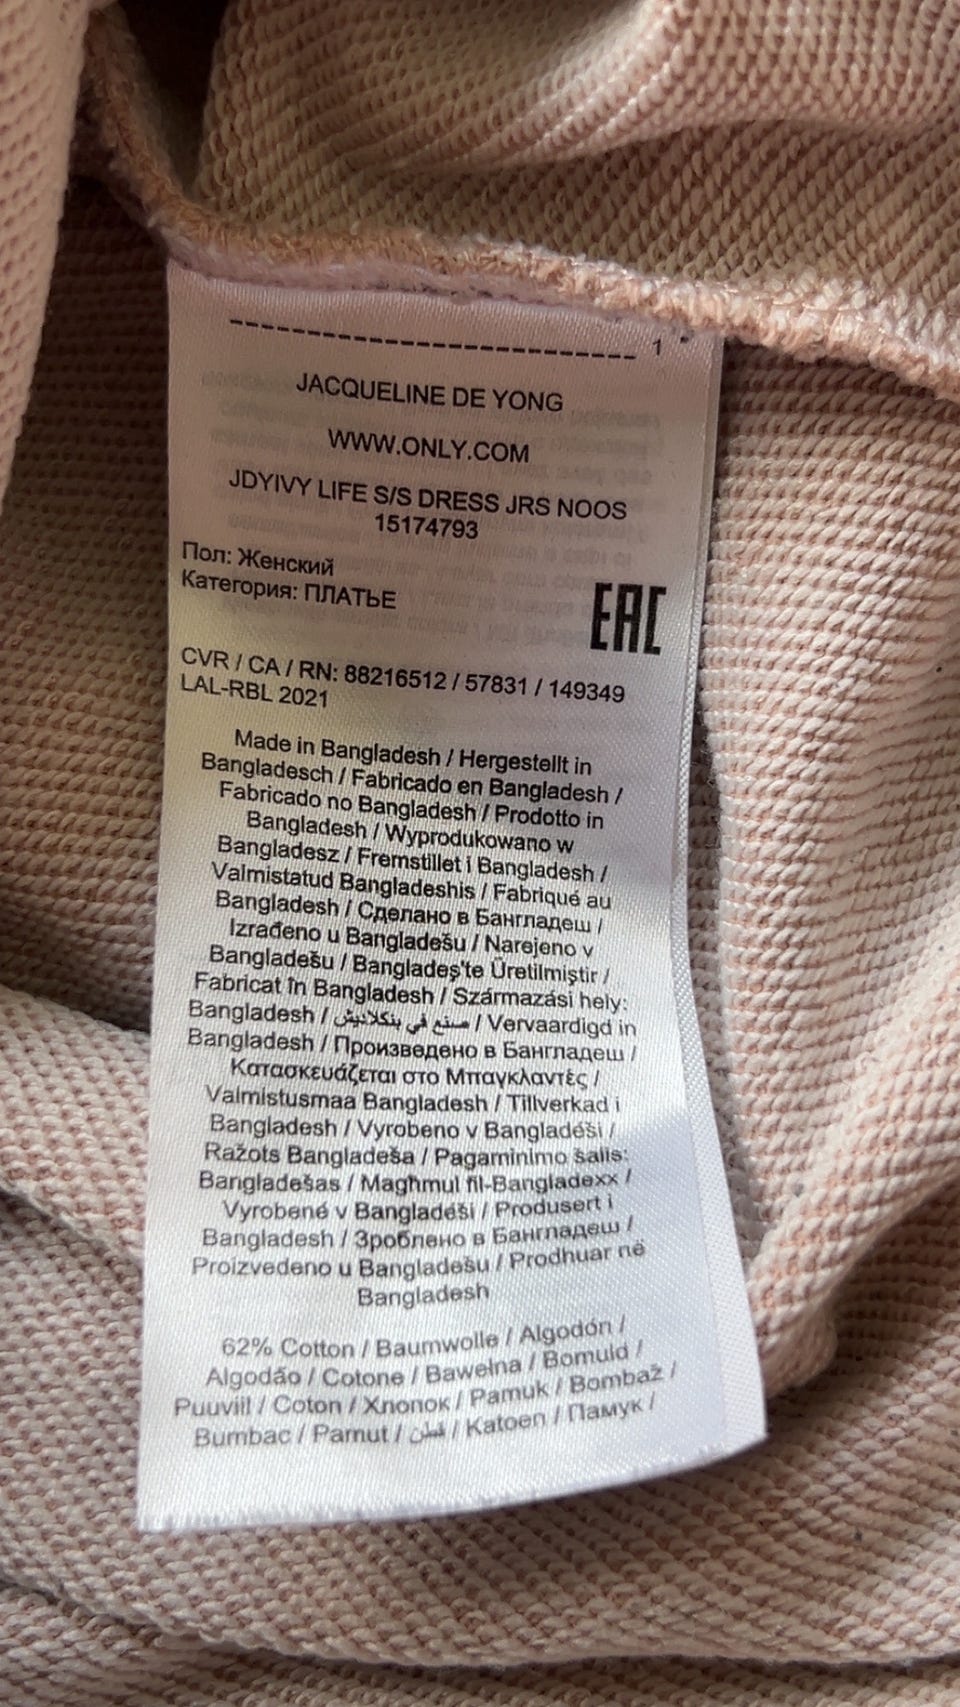 1
JACQUELINE DE YONG
WWW.ONLY.COM
JDYIVY LIFE S/S DRESS JRS NOOS
15174793
Пол: Женский
Категория: ПЛАТЬЕ
EAC
CVR / CA / RN: 88216512 / 57831 / 149349
LAL-RBL 2021
Made in Bangladesh / Hergestellt in
Bangladesch / Fabricado en Bangladesh /
Fabricado no Bangladesh / Prodotto in
Bangladesh / Wyprodukowano w
Bangladesz / Fremstillet i Bangladesh /
Valmistatud Bangladeshis / Fabriqué au
Bangladesh / Сделано в Бангладеш /
Izrađeno u Bangladešu / Narejeno v
Bangladešu / Bangladeş'te Üretilmiştir /
Fabricat în Bangladesh / Származási hely:
Bangladesh / صنع في بنكلاديش / Vervaardigd in
Bangladesh / Произведено в Бангладеш /
Κατασκευάζεται στο Μπαγκλαντές /
Valmistusmaa Bangladesh / Tillverkad i
Bangladesh / Vyrobeno v Bangladéši /
Ražots Bangladeša / Pagaminimo šalis:
Bangladešas / Magħmul fil-Bangladexx /
Vyrobené v Bangladéši / Produsert i
Bangladesh / Зроблено в Бангладеш /
Proizvedeno u Bangladešu / Prodhuar në
Bangladesh
62% Cotton / Baumwolle / Algodón /
Algodão / Cotone / Bawełna / Bomuld /
Puuviil / Coton / Хлопок / Pamuk / Bombaž /
Bumbac / Pamut / قطن / Katoen / Памук /